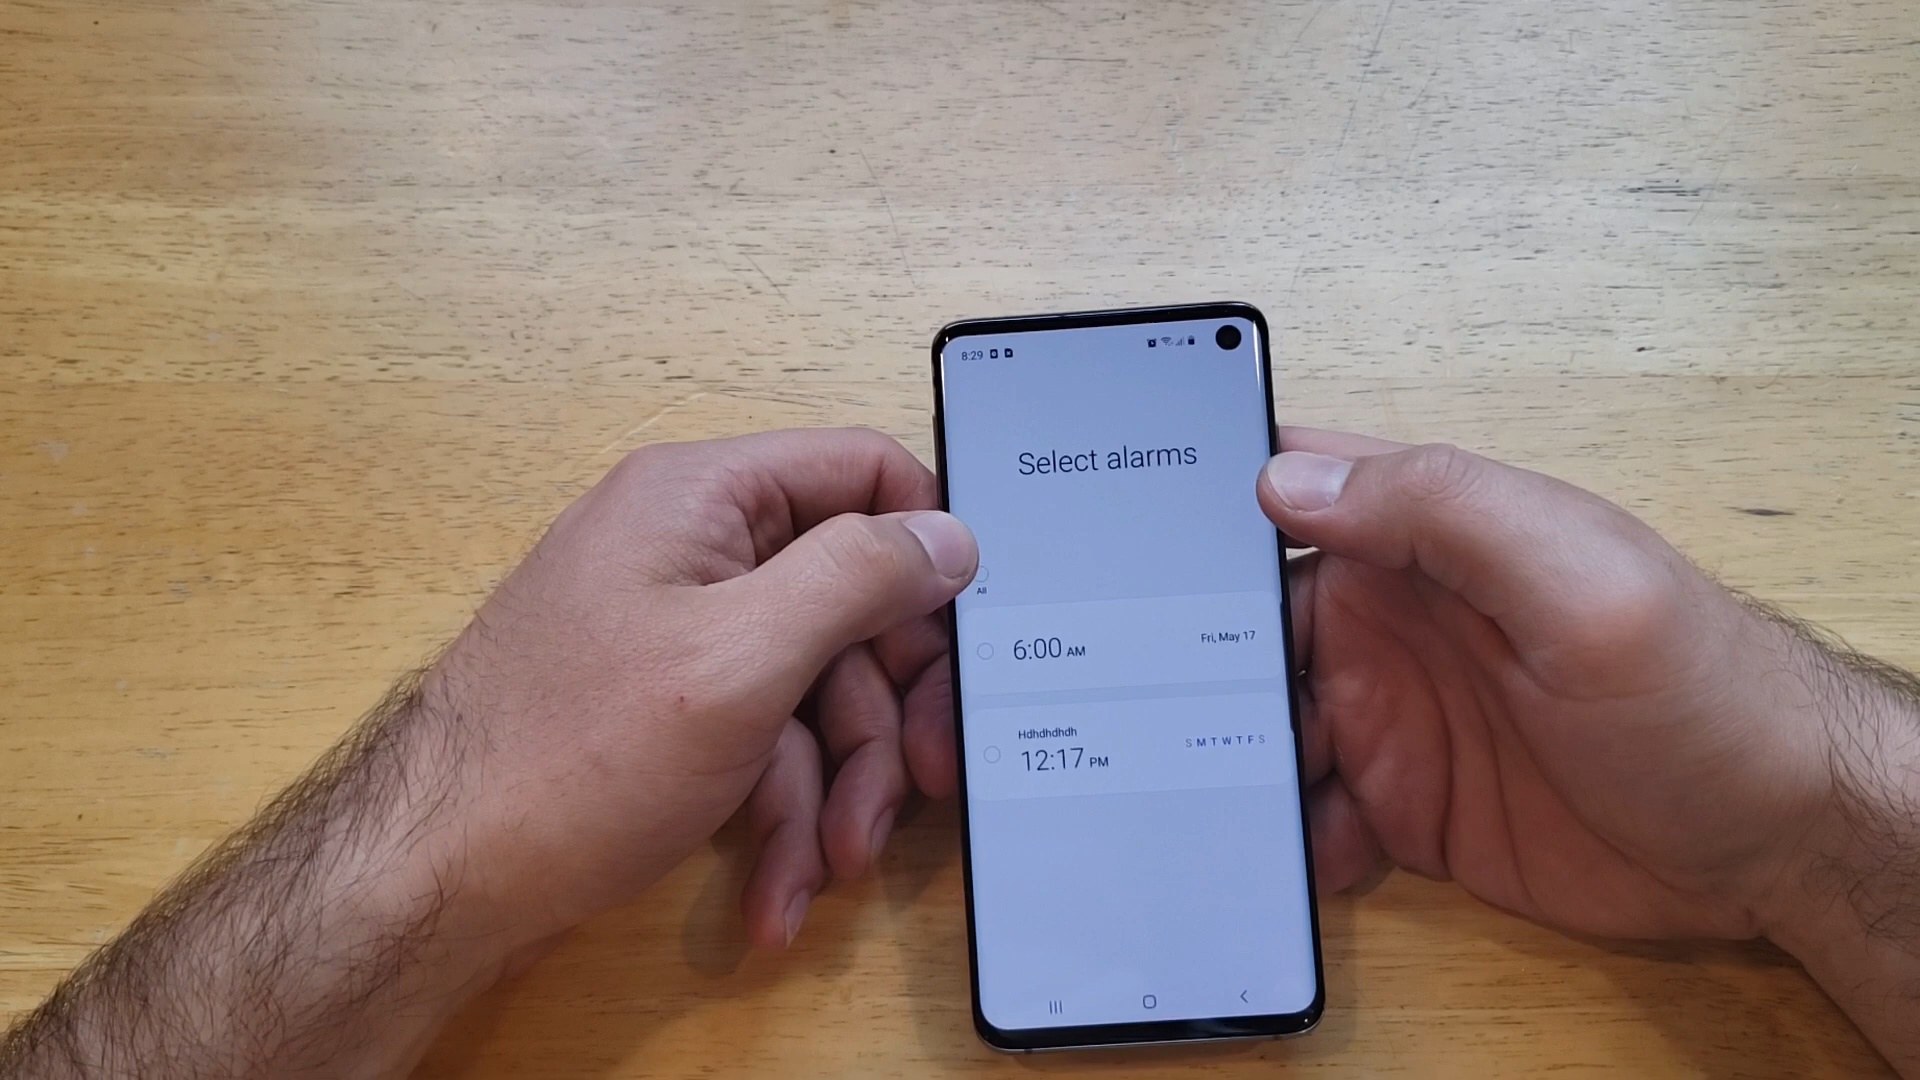 8:29
Select alarms
All
6:00 AM
Fri, May 17
Hdhdhdhdh
12:17 PM
S M T W T F S